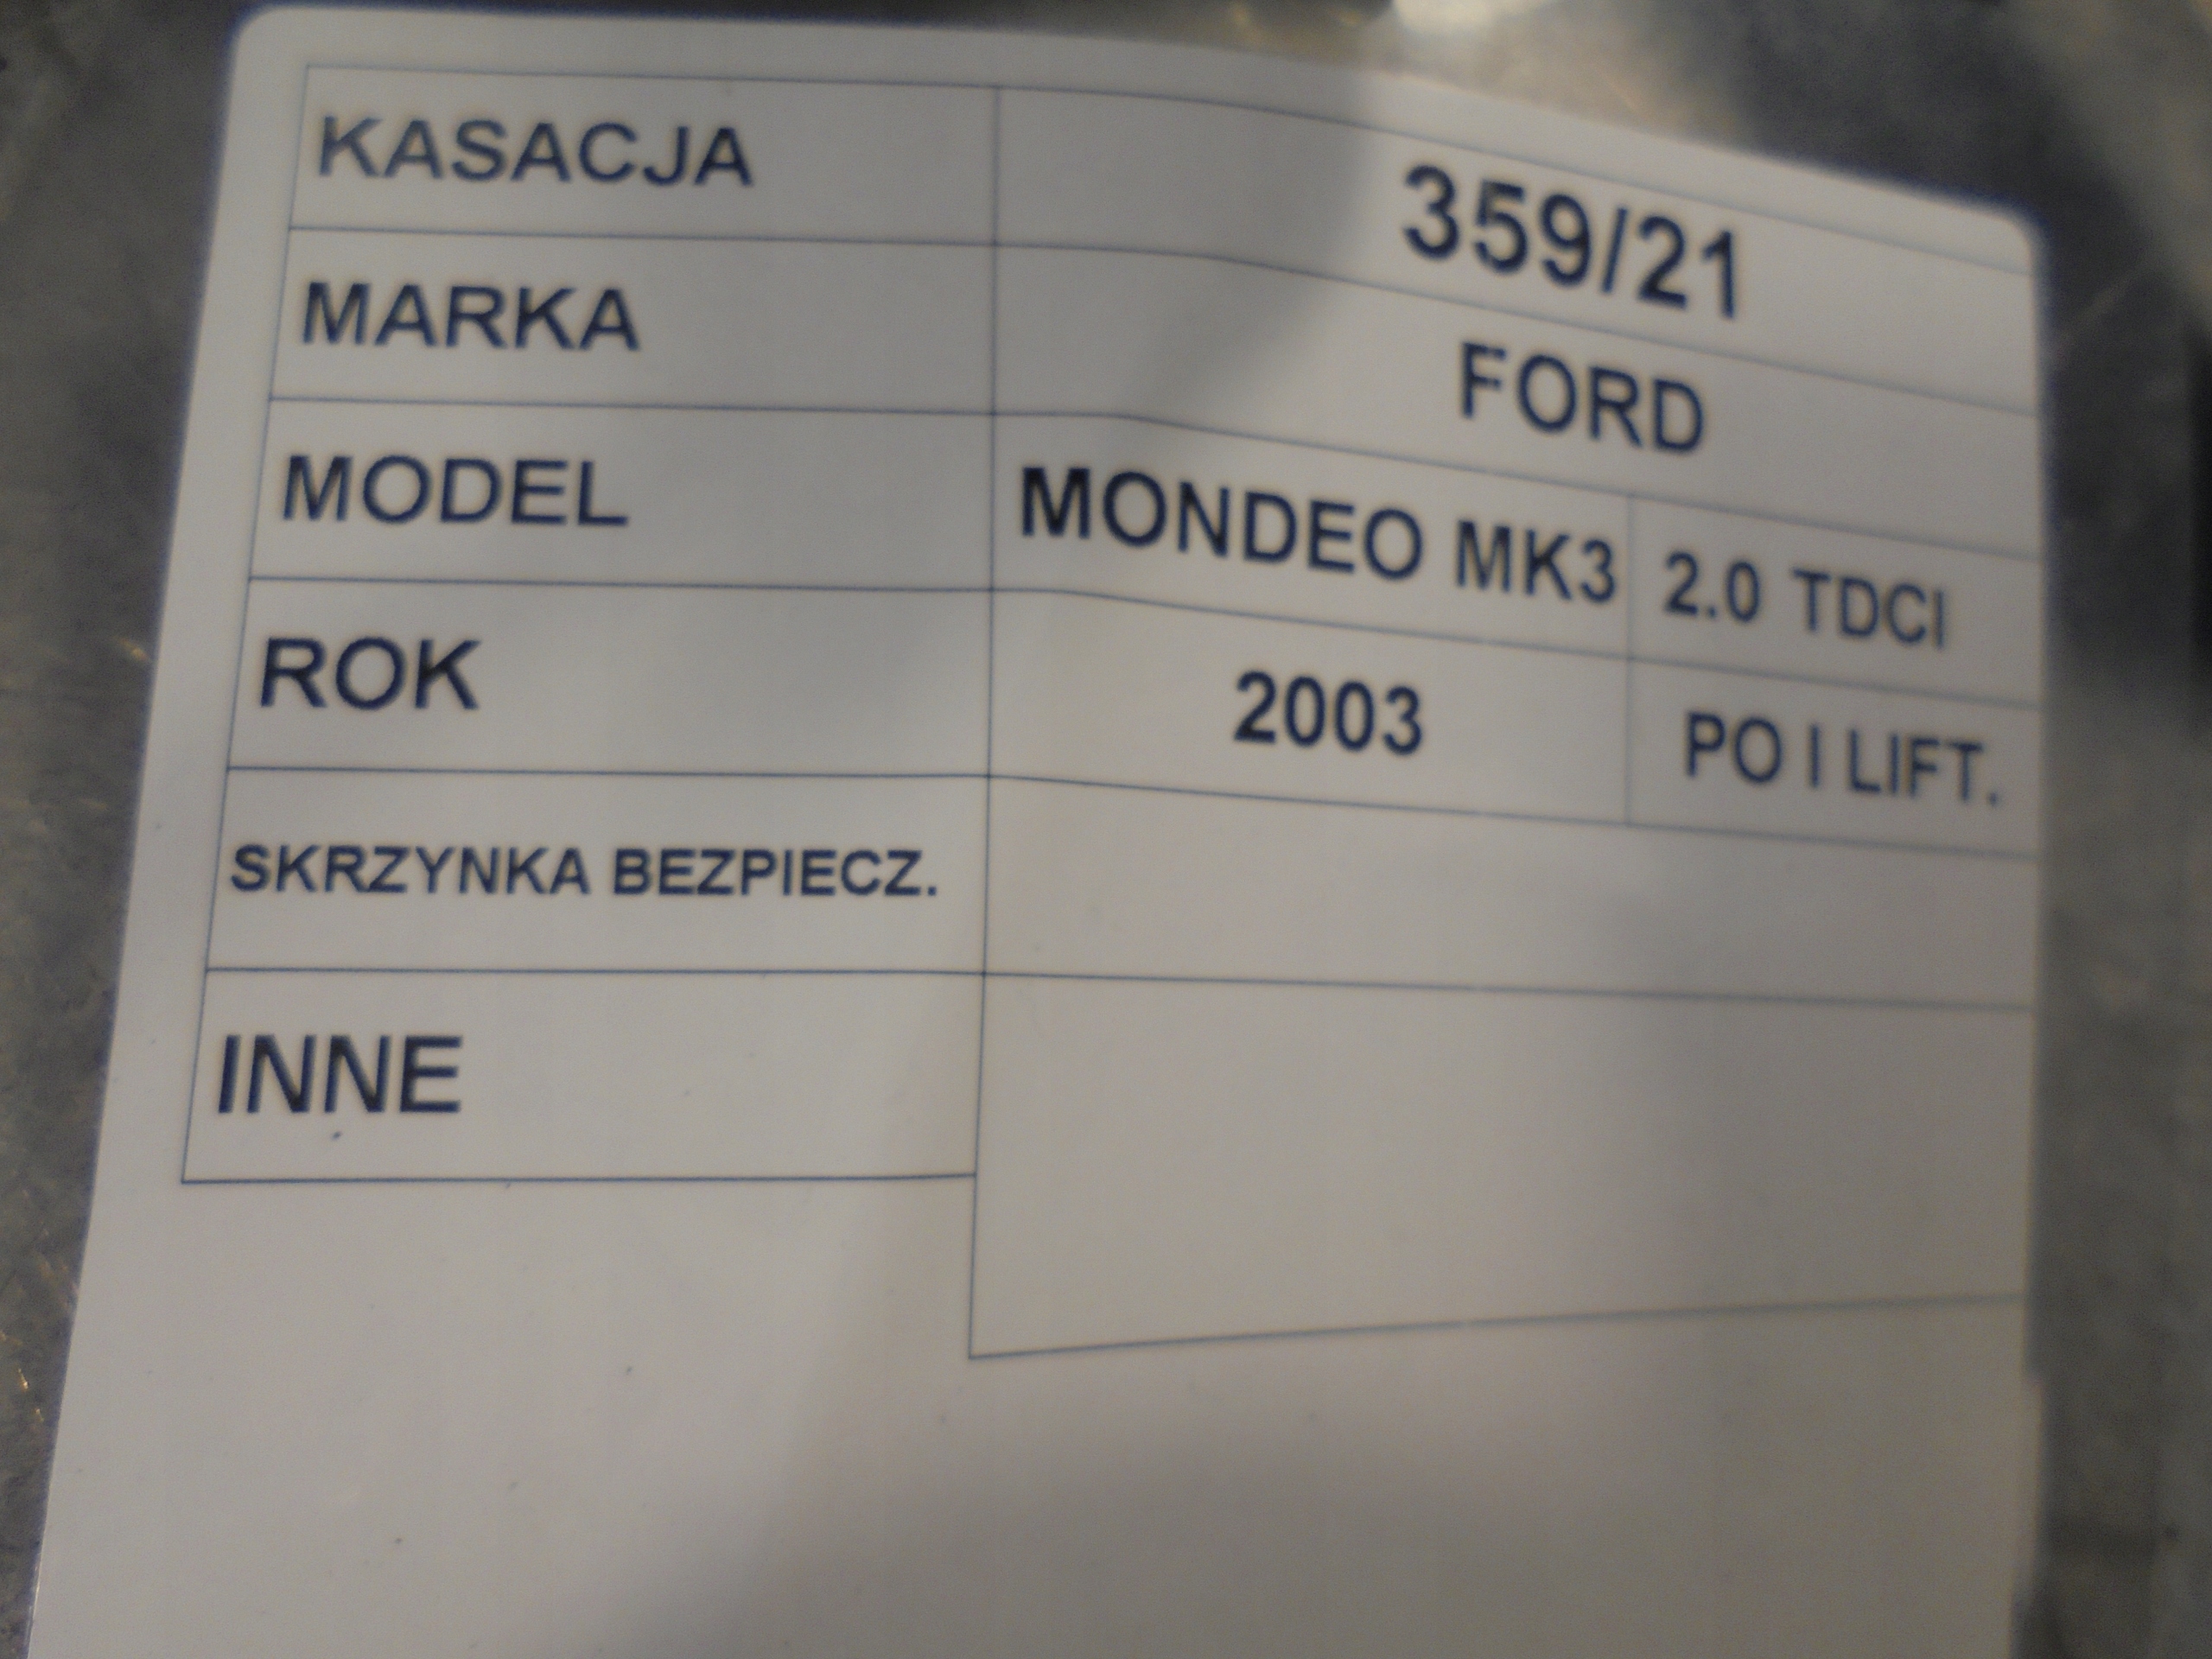 KASACJA 359/21
MARKA FORD
MODEL MONDEO MK3 2.0 TDCI
ROK 2003 PO I LIFT.
SKRZYNKA BEZPIECZ.
INNE